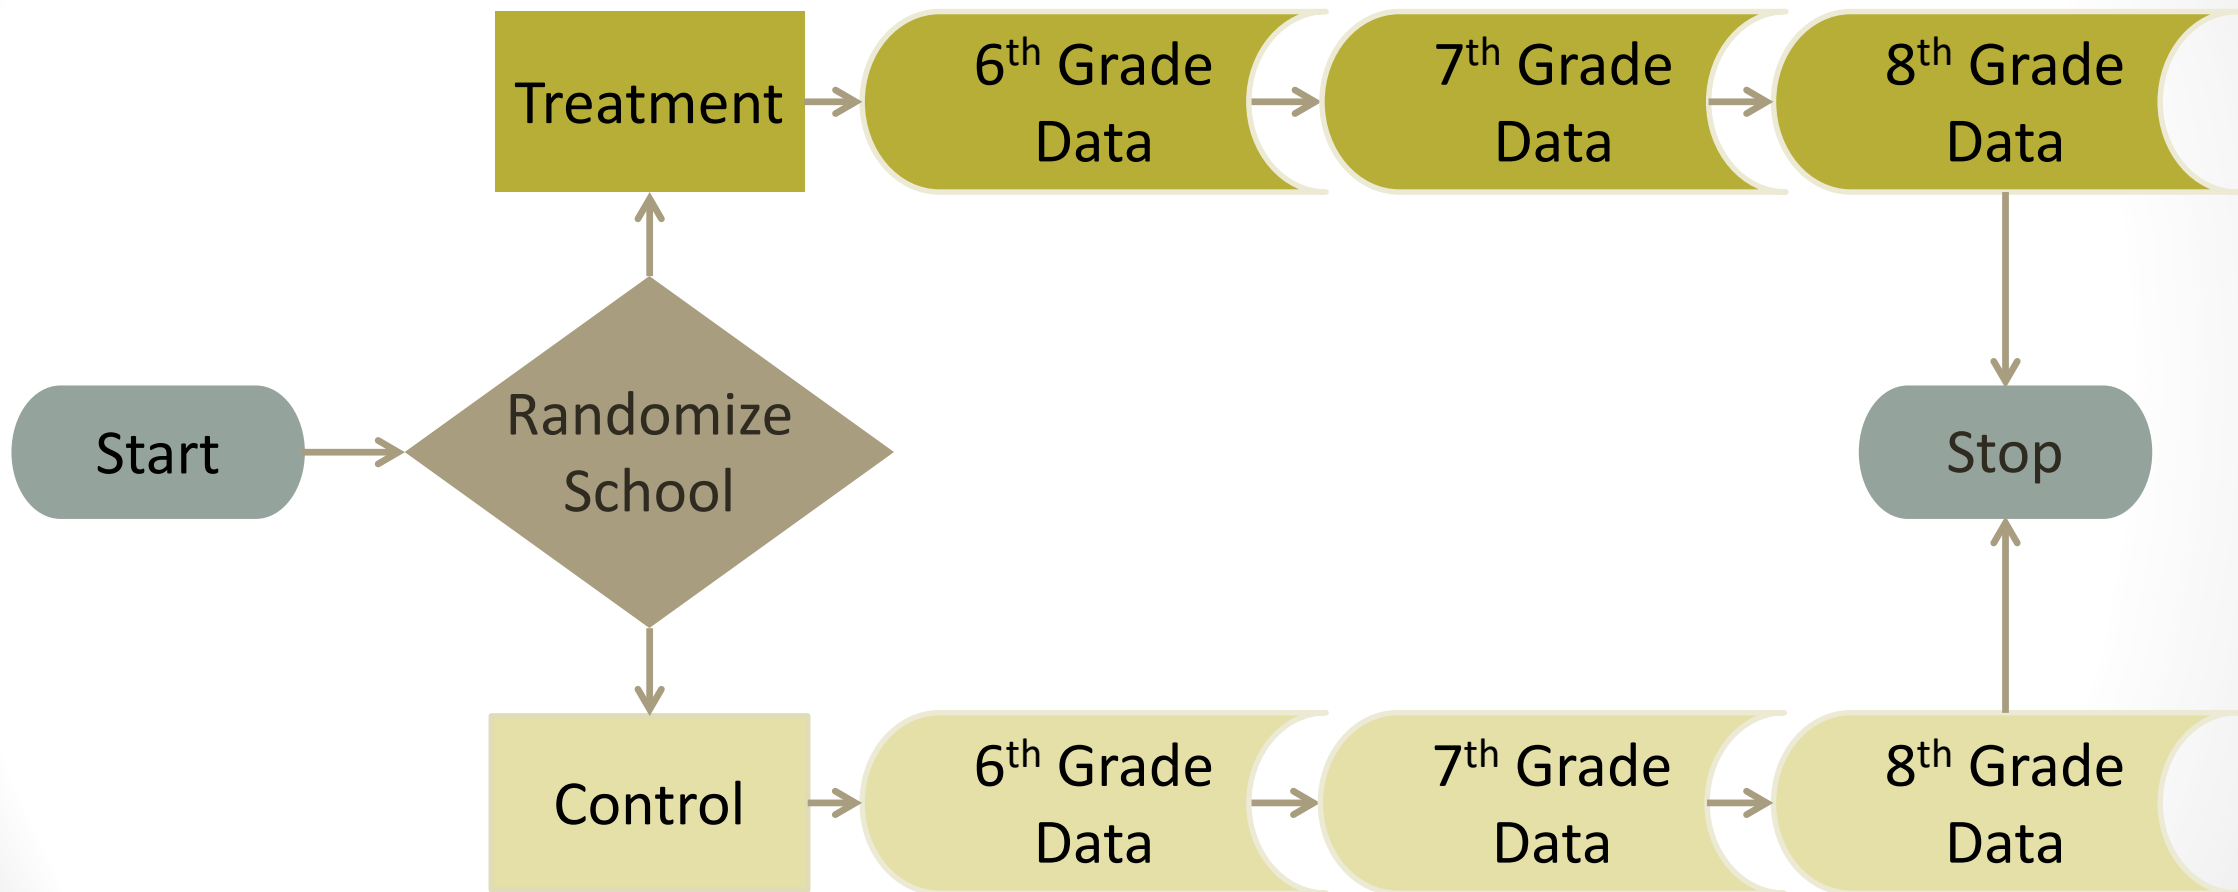 Treatment
6th Grade
Data
7th Grade
Data
8th Grade
Data
Start
Randomize
School
Stop
Control
6th Grade
Data
7th Grade
Data
8th Grade
Data